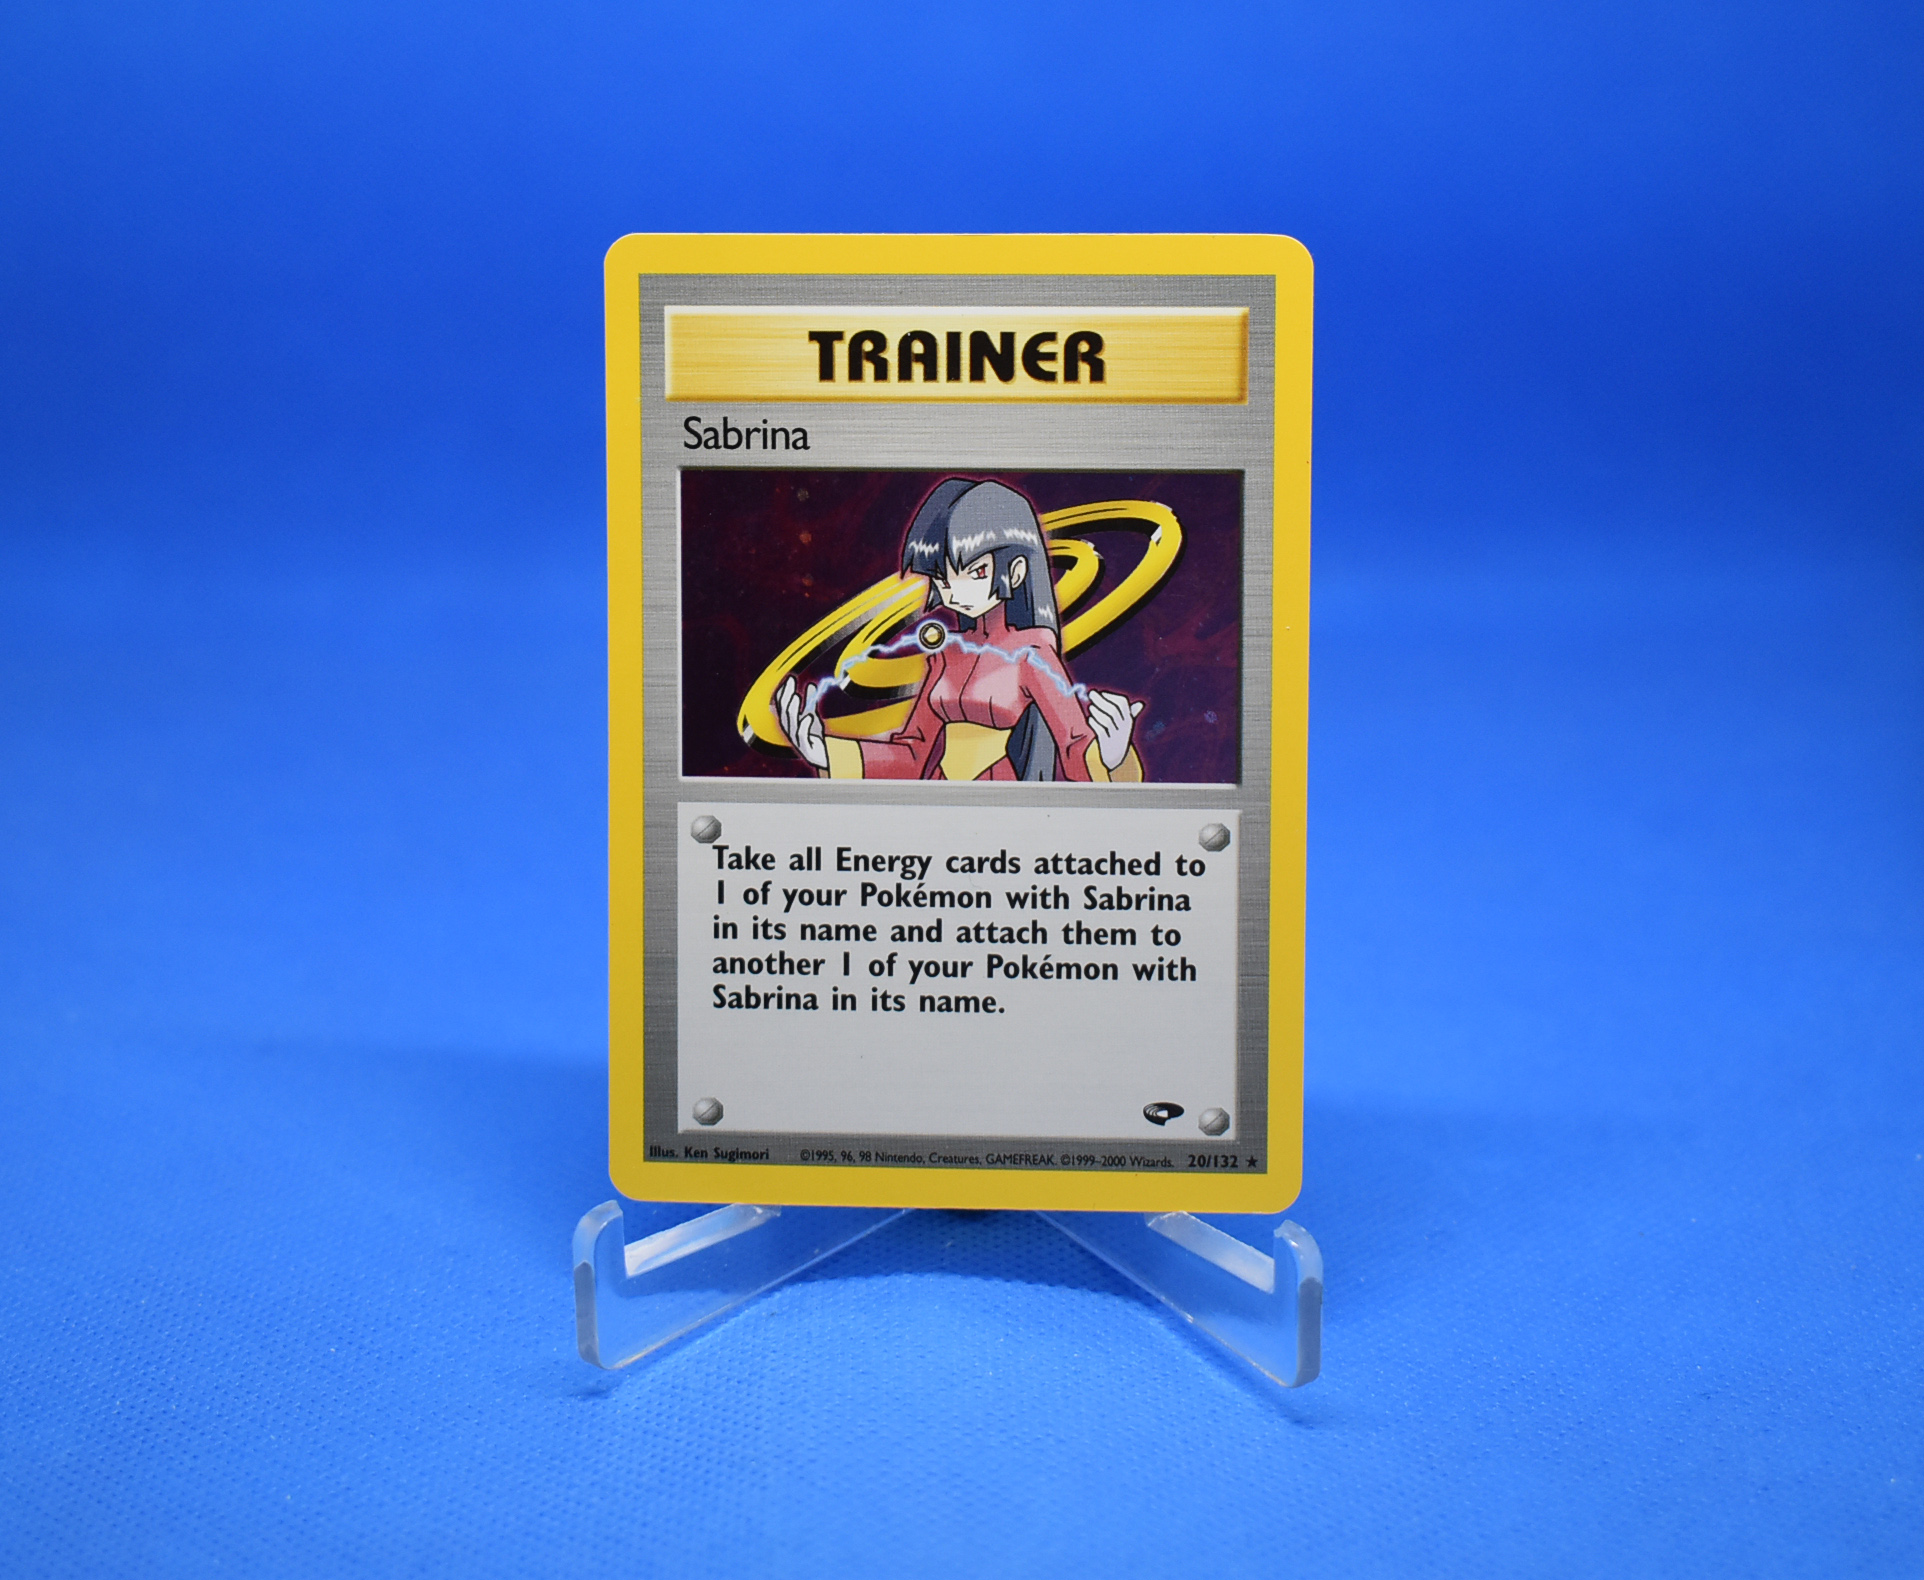 TRAINER
Sabrina
Take all Energy cards attached to
1 of your Pokémon with Sabrina
in its name and attach them to
another 1 of your Pokémon with
Sabrina in its name.
Illus. Ken Sugimori ©1995, 96, 98 Nintendo, Creatures, GAMEFREAK. ©1999-2000 Wizards. 20/132 ★